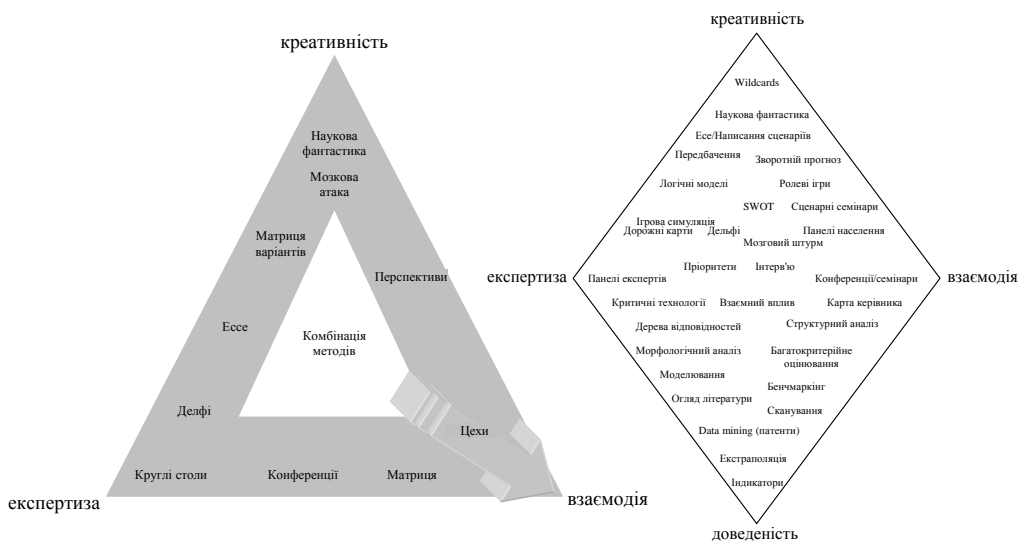 креативність
Наукова
фантастика
Мозкова
атака
Матриця
варіантів
Перспективи
Ессе
Комбінація
методів
Делфі
Цехи
Круглі столи
Конференції
Матриця
експертиза
взаємодія
креативність
Wildcards
Наукова фантастика
Есе/Написання сценаріїв
Передбачення
Зворотній прогноз
Логічні моделі
Ролеві ігри
SWOT
Сценарні семінари
Ігрова симуляція
Дорожні карти
Дельфі
Панелі населення
Мозговий штурм
експертиза
Пріоритети
Інтерв'ю
Панелі експертів
Конференції/семінари
взаємодія
Критичні технології
Взаємний вплив
Карта керівника
Дерева відповідностей
Структурний аналіз
Морфологічний аналіз
Багатокритерійне
оцінювання
Моделювання
Бенчмаркінг
Огляд літератури
Сканування
Data mining (патенти)
Екстраполяція
Індикатори
доведеність